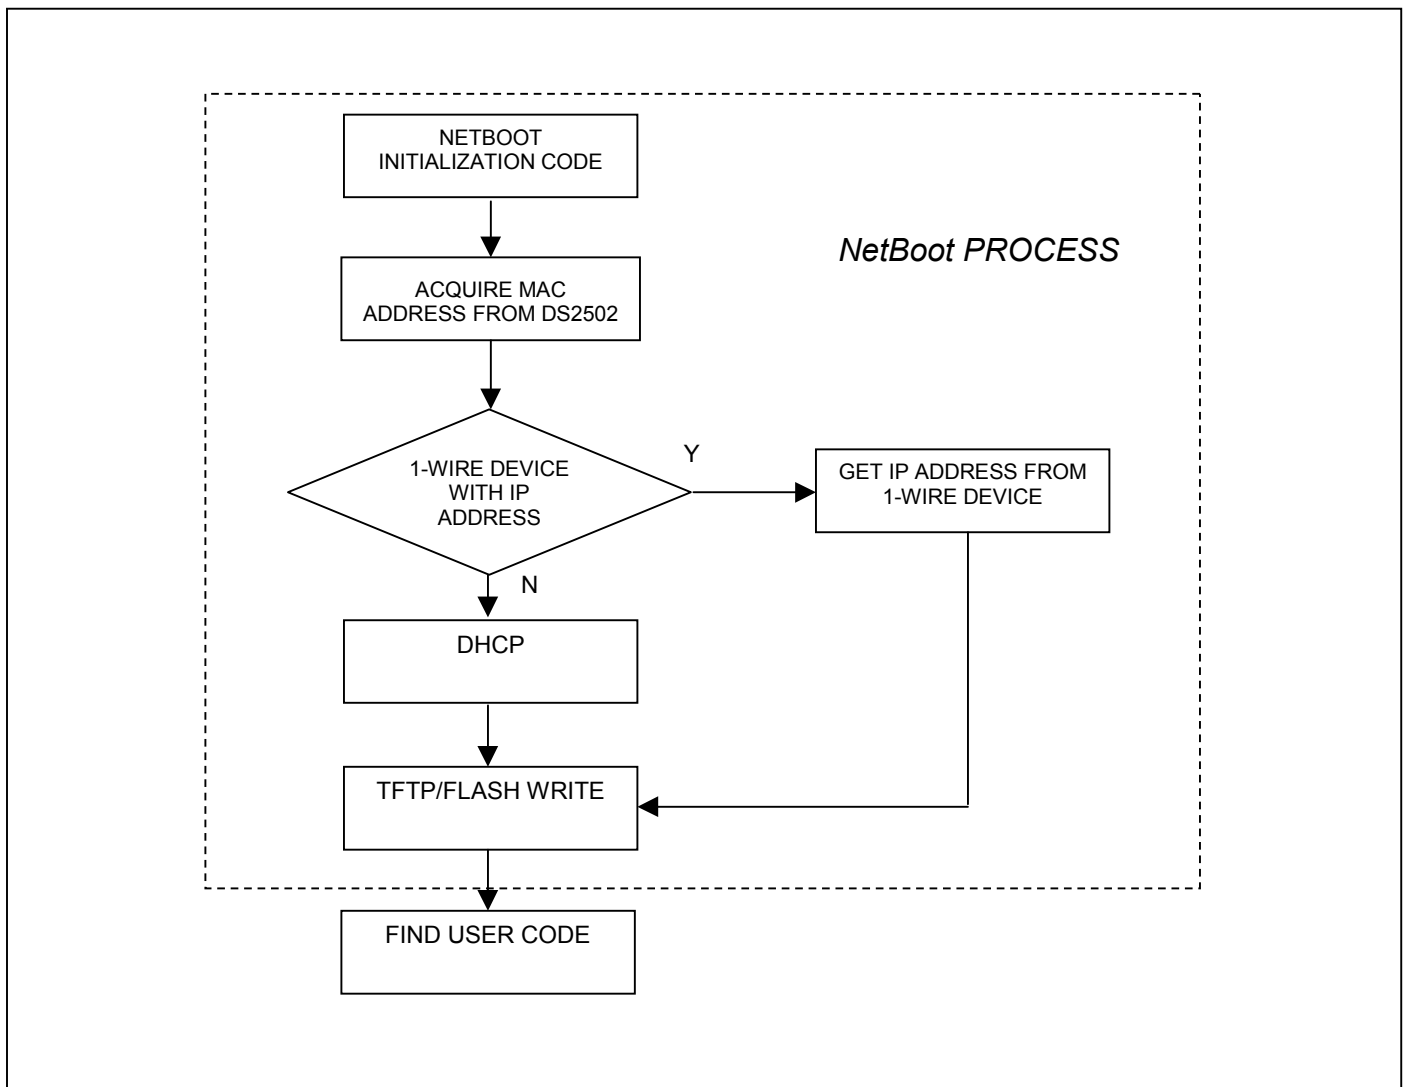 NETBOOT
INITIALIZATION CODE
NetBoot PROCESS
ACQUIRE MAC
ADDRESS FROM DS2502
1-WIRE DEVICE
WITH IP
ADDRESS
Y
GET IP ADDRESS FROM
1-WIRE DEVICE
N
DHCP
TFTP/FLASH WRITE
FIND USER CODE